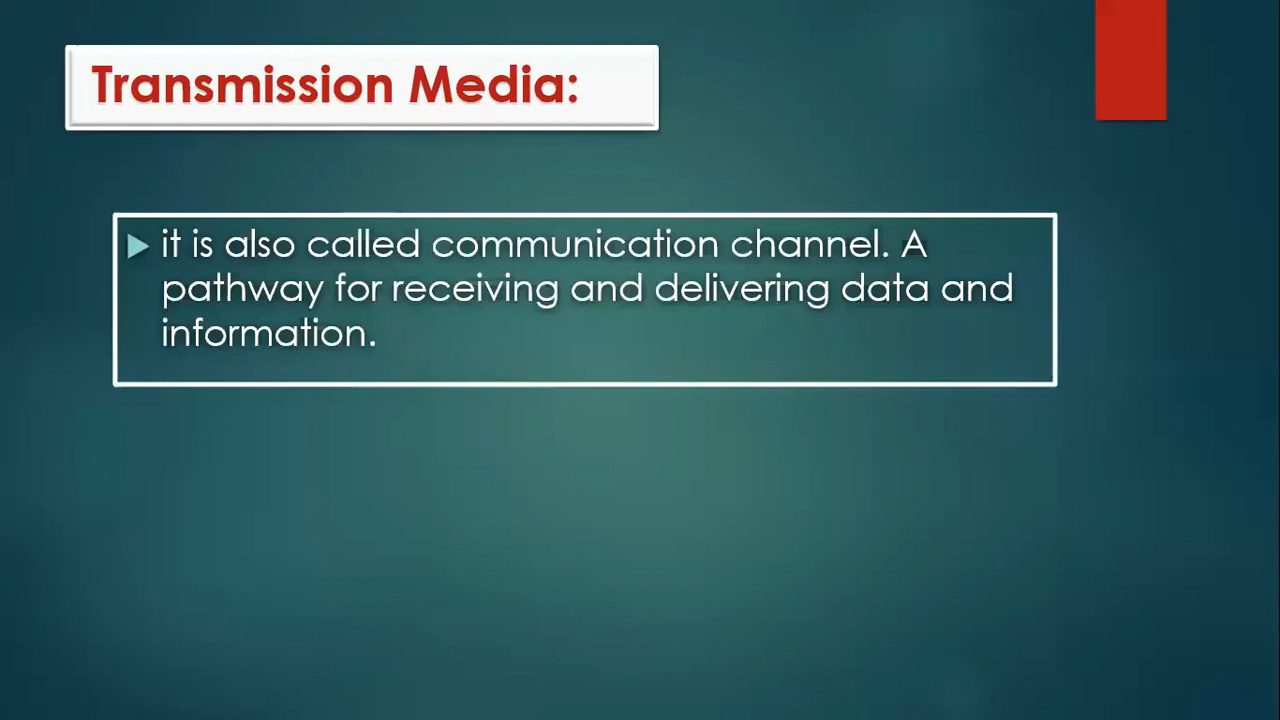 Transmission Media:
it is also called communication channel. A
pathway for receiving and delivering data and
information.